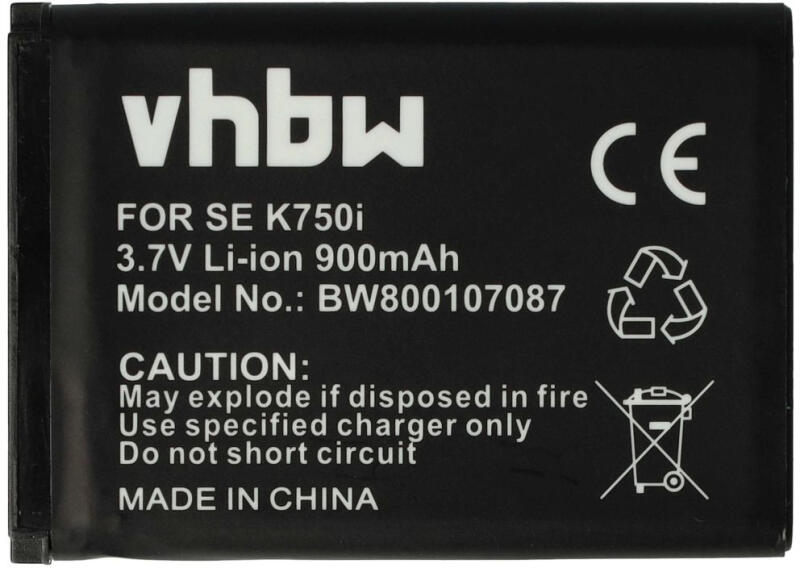 vhbw
CE
FOR SE K750i
3.7V Li-ion 900mAh
Model No.: BW800107087
CAUTION:
May explode if disposed in fire
Use specified charger only
Do not short circuit
MADE IN CHINA